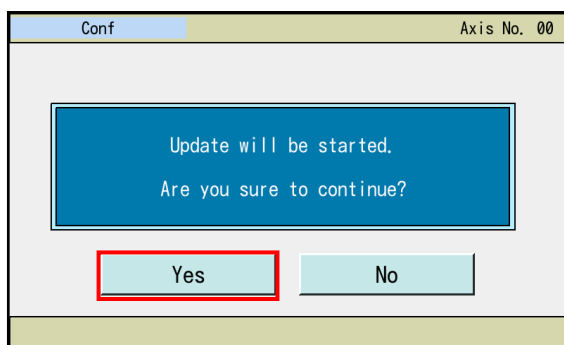 Conf Axis No. 00
Update will be started.
Are you sure to continue?
Yes No